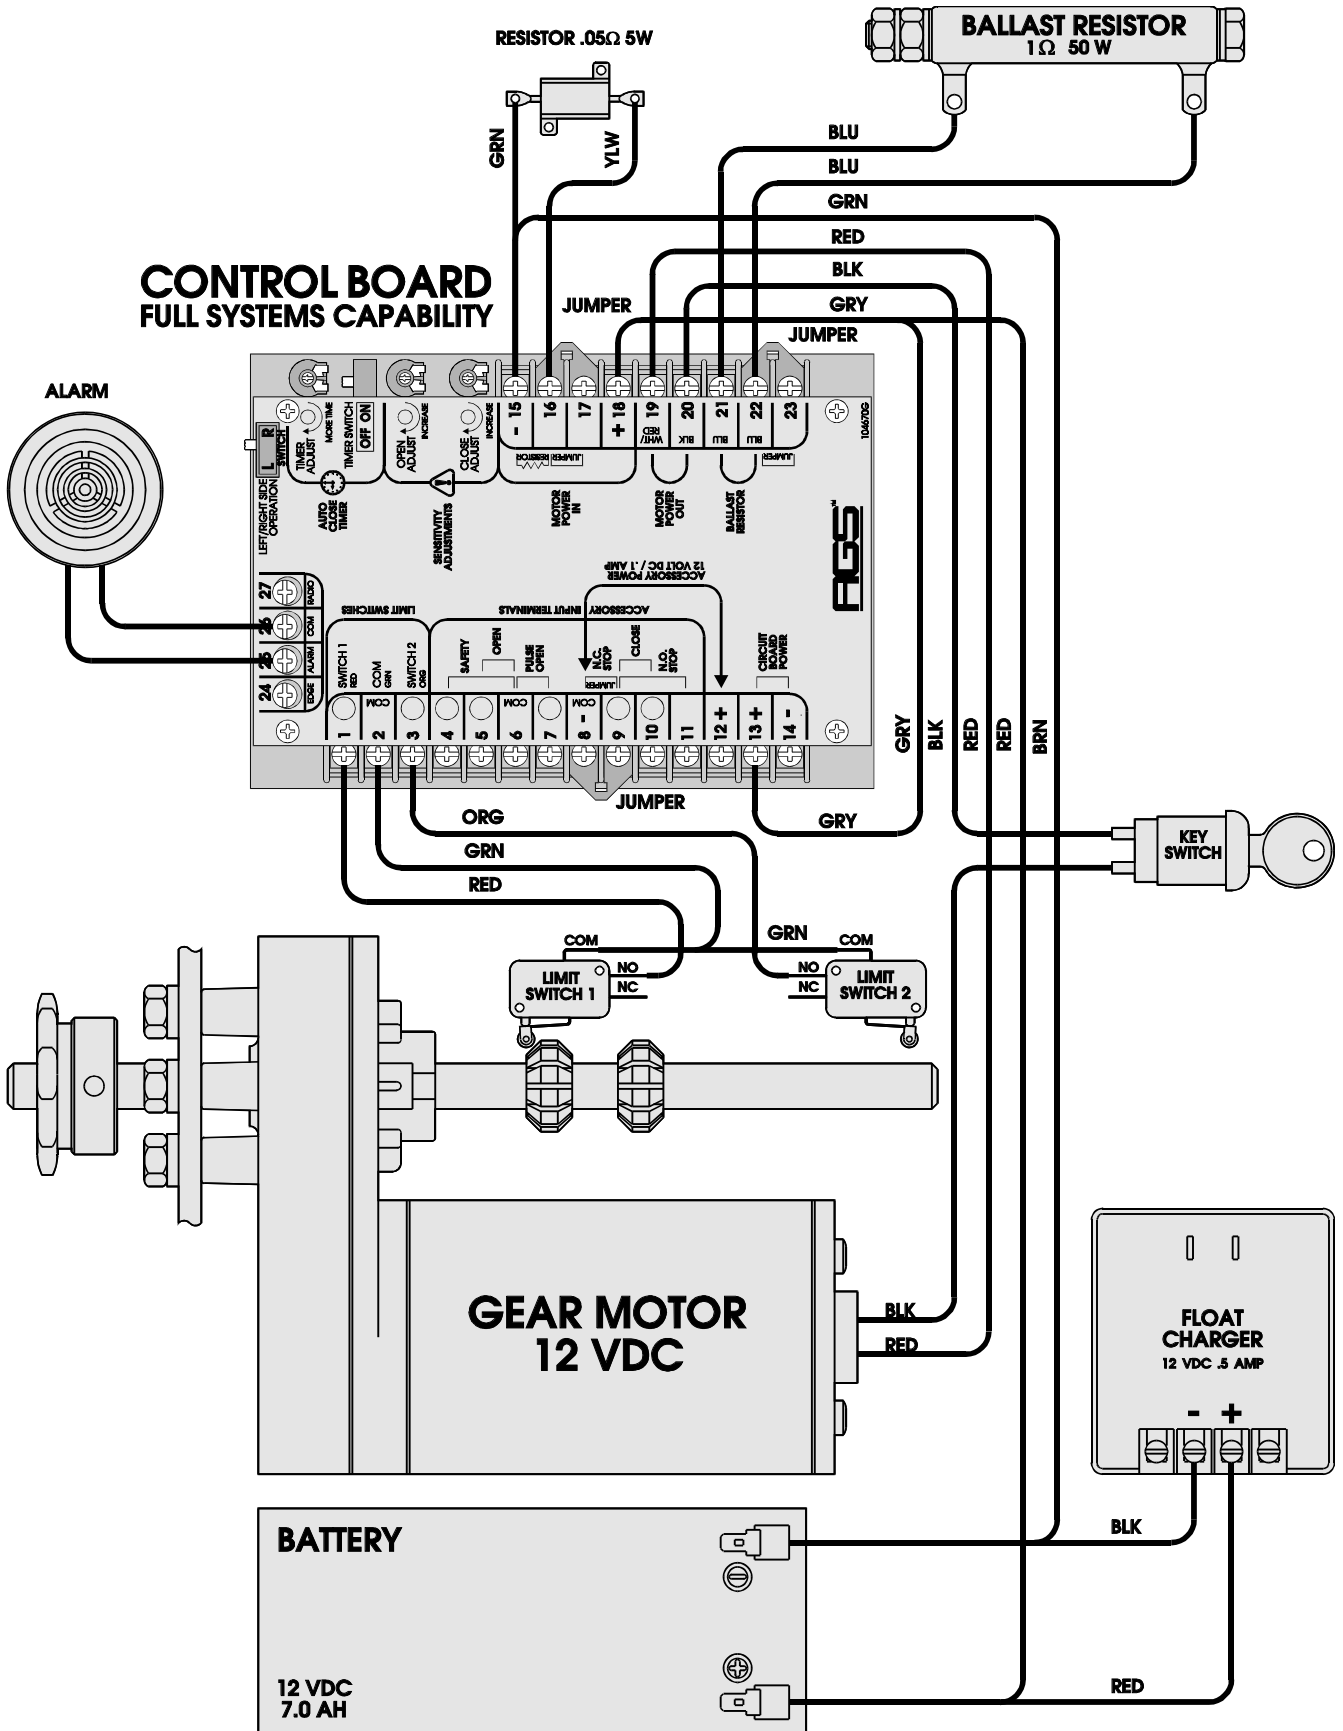 RESISTOR .05Ω 5W
BALLAST RESISTOR
1Ω 50 W
GRN
YLW
BLU
BLU
GRN
RED
BLK
GRY
CONTROL BOARD
FULL SYSTEMS CAPABILITY
JUMPER
JUMPER
ALARM
- 15
16
17
+ 18
19
20
21
22
23
WHT/
RED
BLK
BLU
BLU
104670G
L R
SWITCH
LEFT/RIGHT SIDE
OPERATION
TIMER
ADJUST
MORE TIME
TIMER SWITCH
OFF ON
OPEN
ADJUST
INCREASE
CLOSE
ADJUST
INCREASE
RESISTOR
JUMPER
JUMPER
AUTO
CLOSE
TIMER
SENSITIVITY
ADJUSTMENTS
MOTOR
POWER
IN
MOTOR
POWER
OUT
BALLAST
RESISTOR
AGS™
ACCESSORY POWER
12 VOLT DC / .1 AMP
27
RADIO
26
COM
25
ALARM
24
EDGE
LIMIT SWITCHES
ACCESSORY INPUT TERMINALS
SWITCH 1
RED
COM
GRN
SWITCH 2
ORG
SAFETY
OPEN
PULSE
OPEN
N.C.
STOP
CLOSE
N.O.
STOP
CIRCUIT
BOARD
POWER
JUMPER
COM
COM
COM
1
2
3
4
5
6
7
8 -
9
10
11
12 +
13 +
14 -
JUMPER
GRY
BLK
RED
RED
BRN
ORG
GRN
RED
GRY
KEY
SWITCH
COM
GRN
COM
NO
NC
LIMIT
SWITCH 1
NO
NC
LIMIT
SWITCH 2
GEAR MOTOR
12 VDC
BLK
RED
FLOAT
CHARGER
12 VDC .5 AMP
- +
BATTERY
BLK
12 VDC
7.0 AH
RED